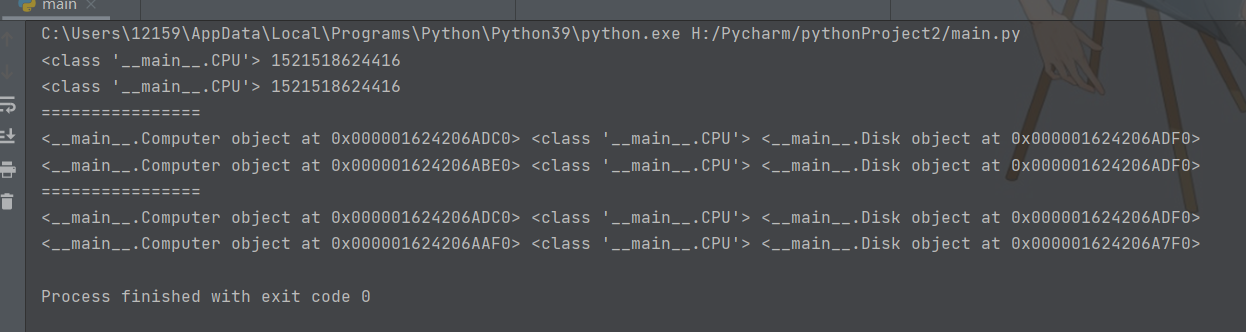 main
C:\Users\12159\AppData\Local\Programs\Python\Python39\python.exe H:/Pycharm/pythonProject2/main.py
<class '__main__.CPU'> 1521518624416
<class '__main__.CPU'> 1521518624416
================
<__main__.Computer object at 0x000001624206ADC0> <class '__main__.CPU'> <__main__.Disk object at 0x000001624206ADF0>
<__main__.Computer object at 0x000001624206ABE0> <class '__main__.CPU'> <__main__.Disk object at 0x000001624206ADF0>
================
<__main__.Computer object at 0x000001624206ADC0> <class '__main__.CPU'> <__main__.Disk object at 0x000001624206ADF0>
<__main__.Computer object at 0x000001624206AAF0> <class '__main__.CPU'> <__main__.Disk object at 0x000001624206A7F0>
Process finished with exit code 0